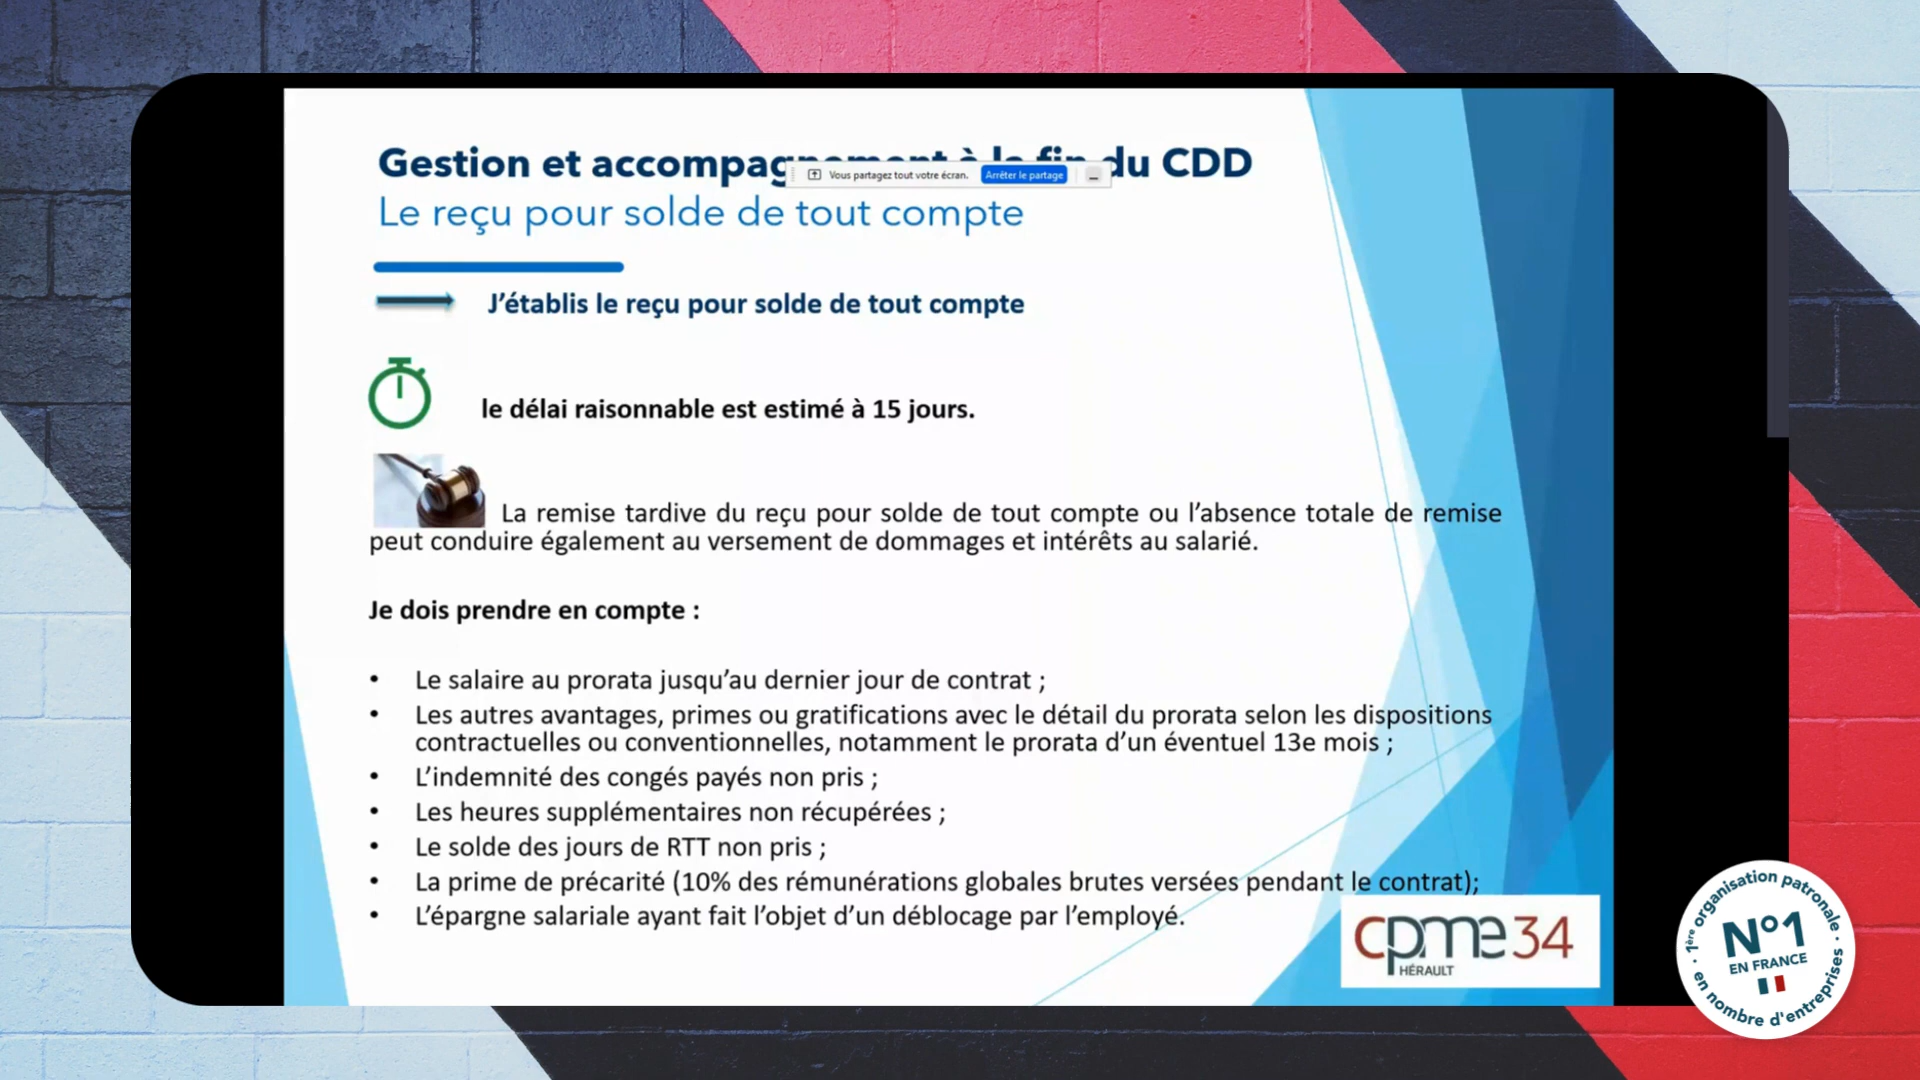 Gestion et accompagnement à la fin du CDD
Vous partagez tout votre écran. Arrêter le partage
Le reçu pour solde de tout compte
J’établis le reçu pour solde de tout compte
le délai raisonnable est estimé à 15 jours.
La remise tardive du reçu pour solde de tout compte ou l’absence totale de remise
peut conduire également au versement de dommages et intérêts au salarié.
Je dois prendre en compte :
• Le salaire au prorata jusqu’au dernier jour de contrat ;
• Les autres avantages, primes ou gratifications avec le détail du prorata selon les dispositions
contractuelles ou conventionnelles, notamment le prorata d’un éventuel 13e mois ;
• L’indemnité des congés payés non pris ;
• Les heures supplémentaires non récupérées ;
• Le solde des jours de RTT non pris ;
• La prime de précarité (10% des rémunérations globales brutes versées pendant le contrat);
• L’épargne salariale ayant fait l’objet d’un déblocage par l’employé.
cpme34
HÉRAULT
1ère organisation patronale
N°1
EN FRANCE
en nombre d'entreprises